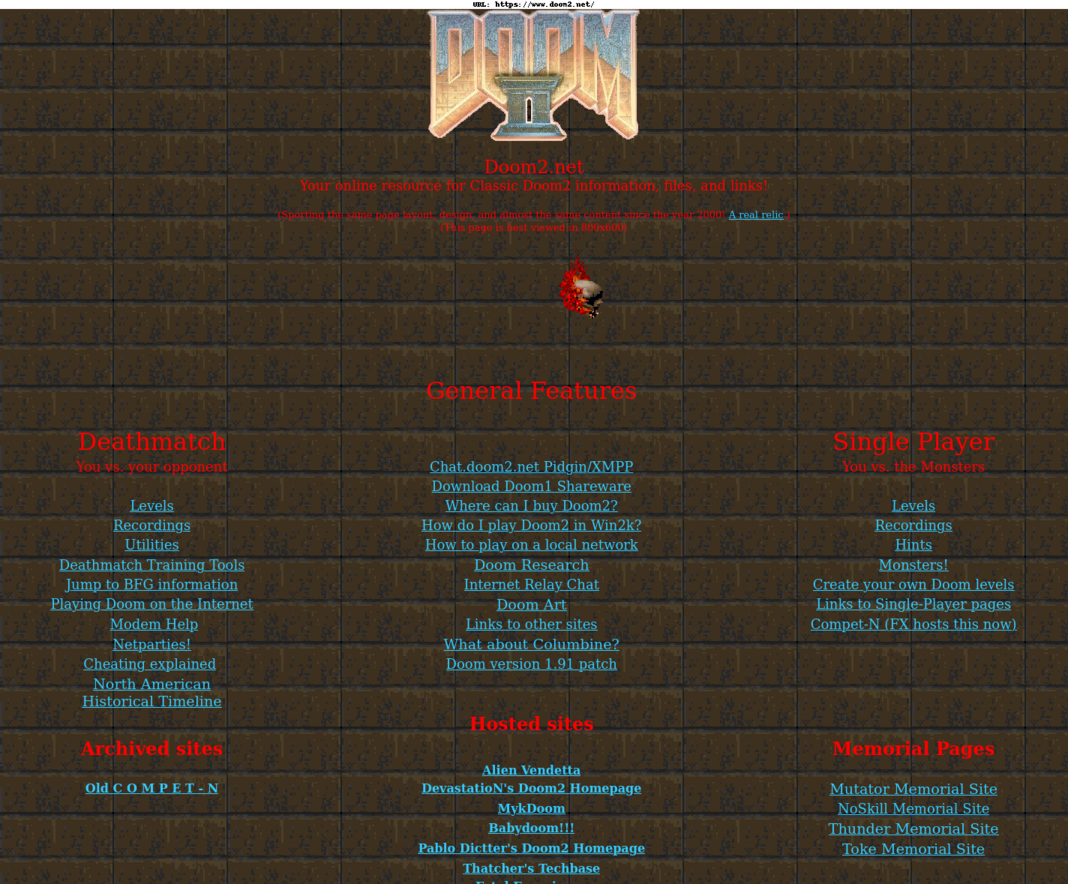 URL: https://www.doom2.net/
DOOM
II
Doom2.net
Your online resource for Classic Doom2 information, files, and links!
(Sporting the same page layout, design, and almost the same content since the year 2000! A real relic.)
(This page is best viewed in 800x600)
General Features
Deathmatch
You vs. your opponent
Levels
Recordings
Utilities
Deathmatch Training Tools
Jump to BFG information
Playing Doom on the Internet
Modem Help
Netparties!
Cheating explained
North American
Historical Timeline
Chat.doom2.net Pidgin/XMPP
Download Doom1 Shareware
Where can I buy Doom2?
How do I play Doom2 in Win2k?
How to play on a local network
Doom Research
Internet Relay Chat
Doom Art
Links to other sites
What about Columbine?
Doom version 1.91 patch
Single Player
You vs. the Monsters
Levels
Recordings
Hints
Monsters!
Create your own Doom levels
Links to Single-Player pages
Compet-N (FX hosts this now)
Archived sites
Old C O M P E T - N
Hosted sites
Alien Vendetta
DevastatioN's Doom2 Homepage
MykDoom
Babydoom!!!
Pablo Dictter's Doom2 Homepage
Thatcher's Techbase
Memorial Pages
Mutator Memorial Site
NoSkill Memorial Site
Thunder Memorial Site
Toke Memorial Site